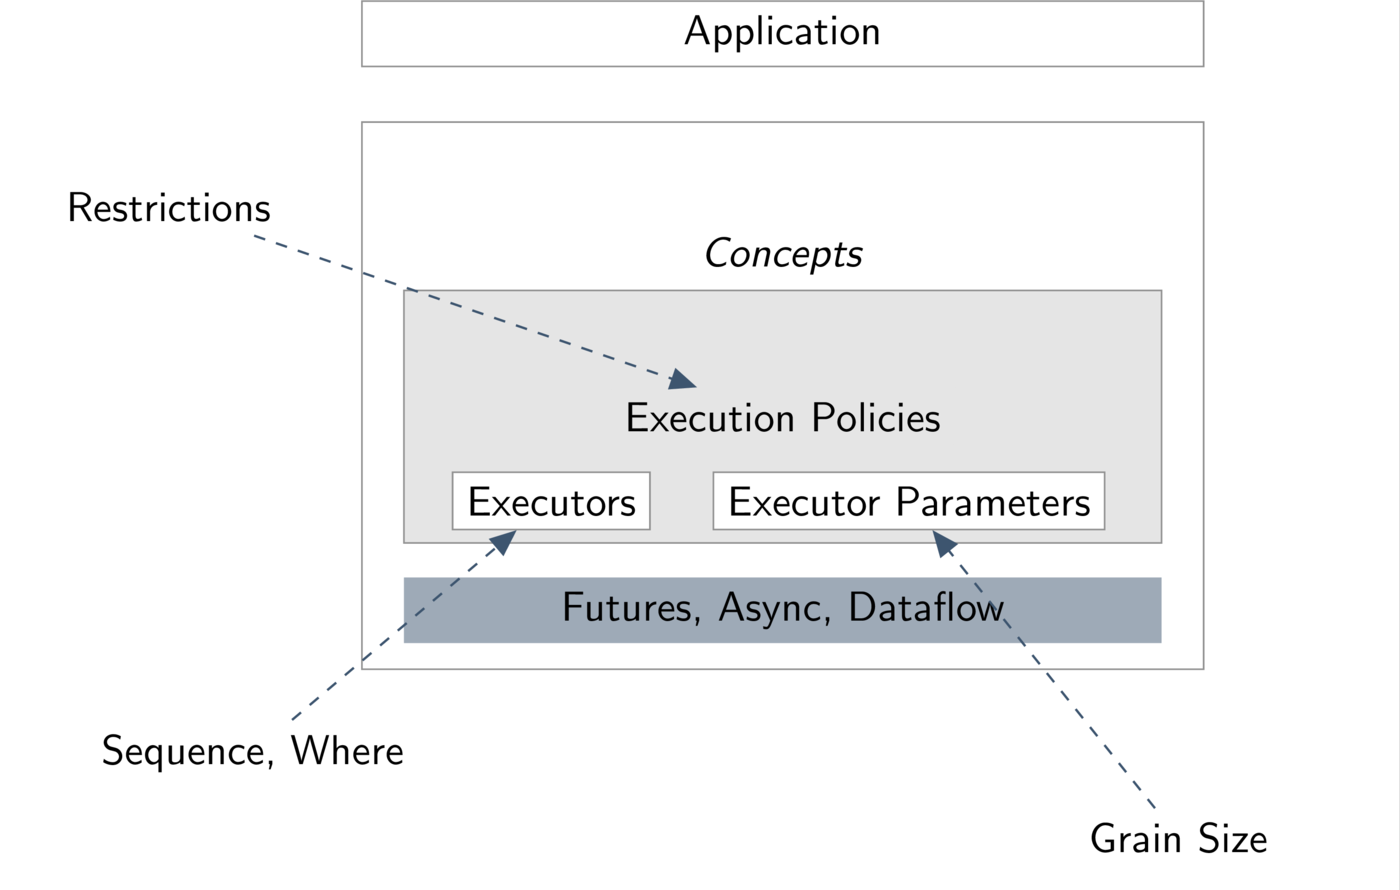 Application
Restrictions
Concepts
Execution Policies
Executors
Executor Parameters
Futures, Async, Dataflow
Sequence, Where
Grain Size